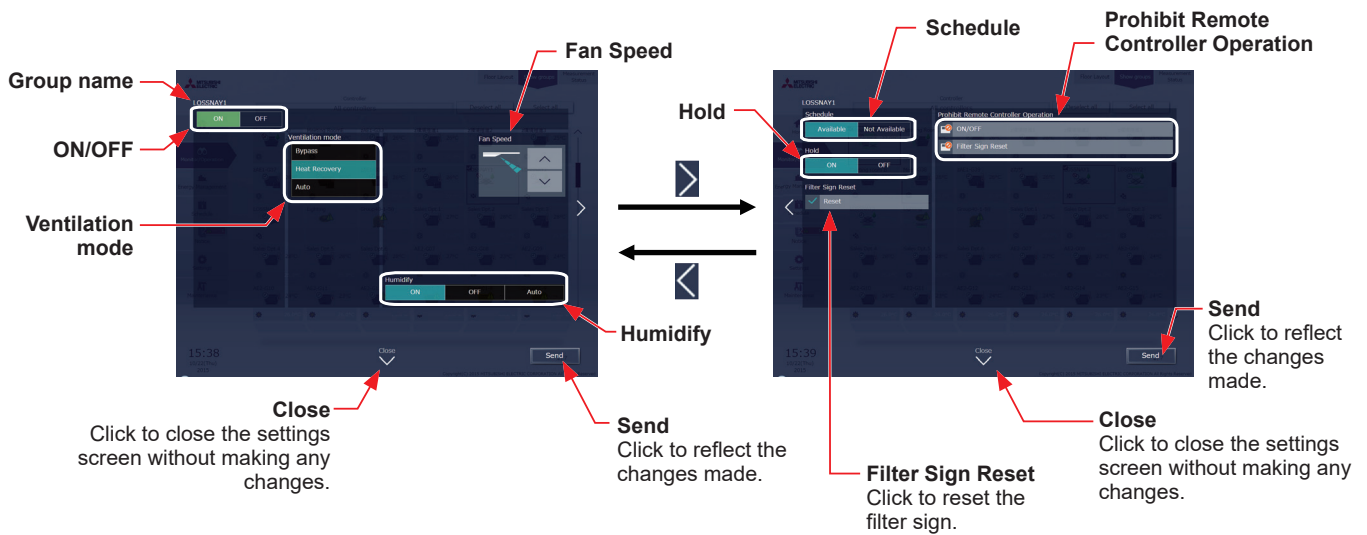 Schedule
Prohibit Remote
Controller Operation
Fan Speed
Group name
Hold
ON/OFF
Ventilation
mode
MITSUBISHI
ELECTRIC
LOSSNAY1
ON OFF
Ventilation mode
Bypass
Heat Recovery
Auto
Fan Speed
Humidify
ON OFF Auto
15:38
Close
Send
MITSUBISHI
ELECTRIC
LOSSNAY1
Schedule
Available Not Available
Hold
ON OFF
Filter Sign Reset
Reset
Prohibit Remote Controller Operation
ON/OFF
Filter Sign Reset
15:39
Close
Send
Humidify
Send
Click to reflect
the changes
made.
Close
Click to close the settings
screen without making any
changes.
Send
Click to reflect the
changes made.
Filter Sign Reset
Click to reset the
filter sign.
Close
Click to close the settings
screen without making any
changes.